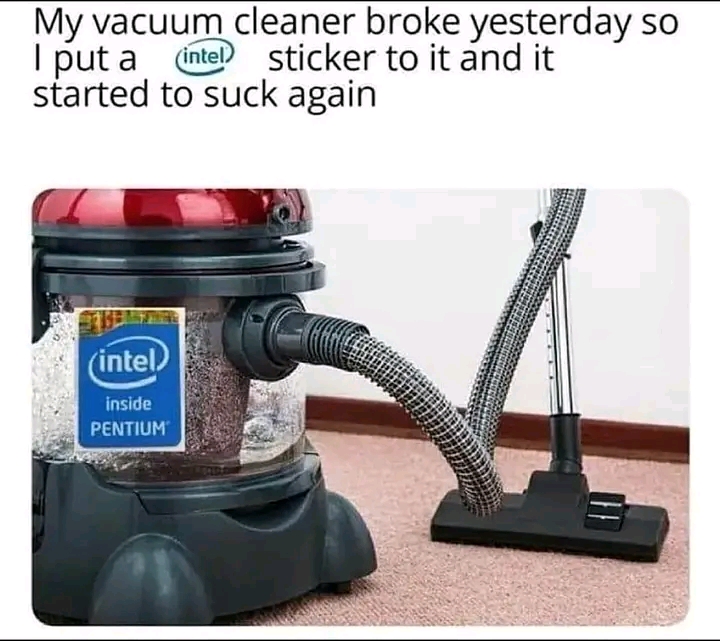 My vacuum cleaner broke yesterday so
I put a intel sticker to it and it
started to suck again
intel
inside
PENTIUM